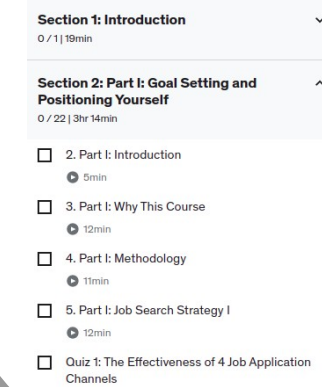 Section 1: Introduction
0 / 1 | 19min
Section 2: Part I: Goal Setting and
Positioning Yourself
0 / 22 | 3hr 14min
2. Part I: Introduction
5min
3. Part I: Why This Course
12min
4. Part I: Methodology
11min
5. Part I: Job Search Strategy I
12min
Quiz 1: The Effectiveness of 4 Job Application
Channels